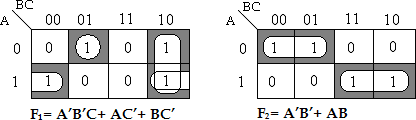 BC BC
A 00 01 11 10 A 00 01 11 10
0 0 1 0 1 0 1 1 0 0
1 1 0 0 1 1 0 0 1 1
F₁= A′B′C+ AC′+ BC′ F₂= A′B′+ AB